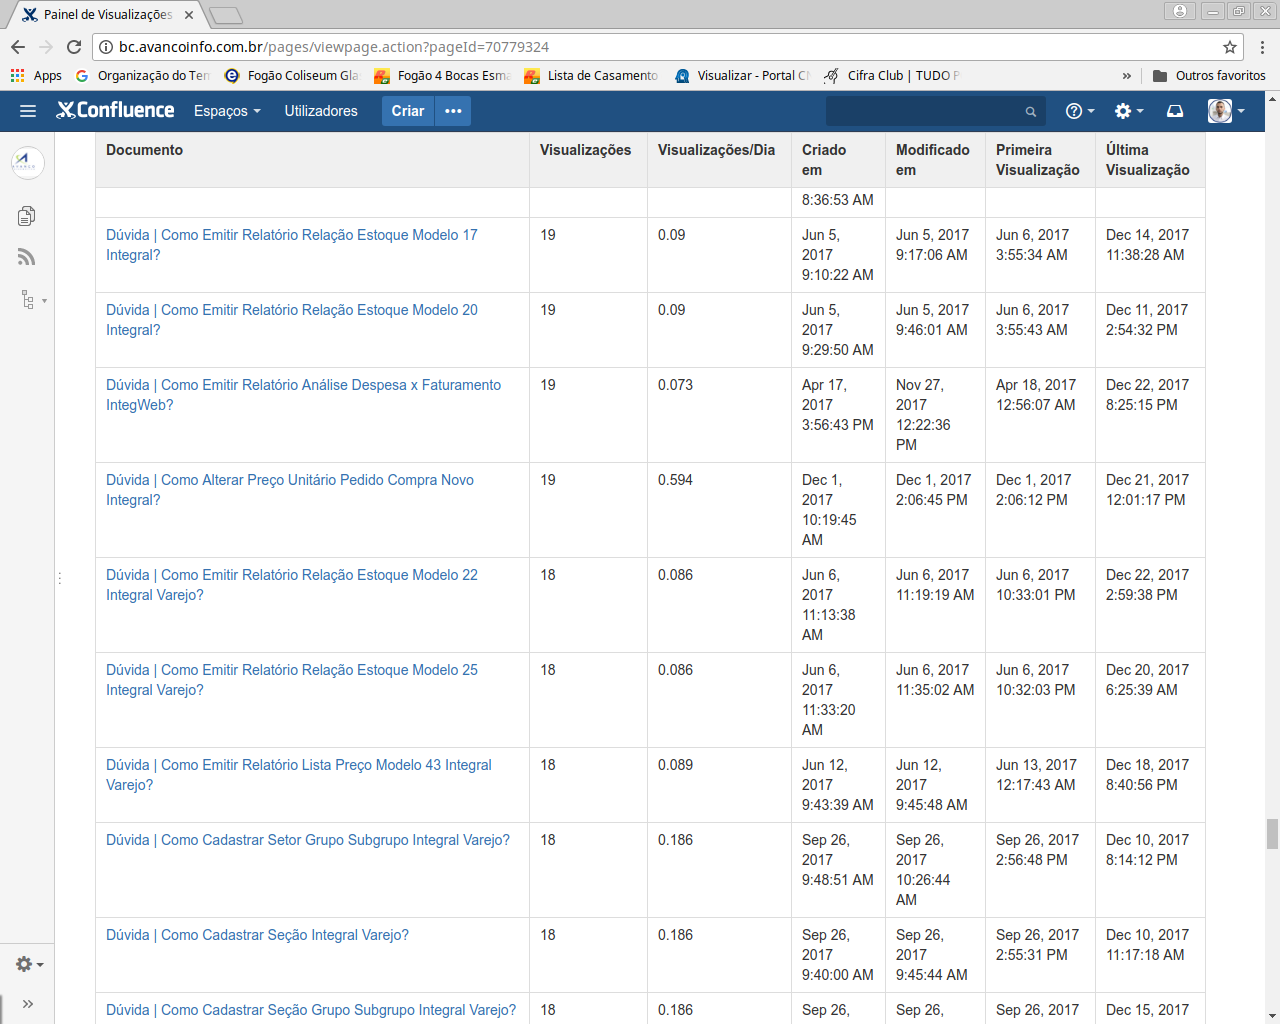 Painel de Visualizações
bc.avancoinfo.com.br/pages/viewpage.action?pageId=70779324
Apps Organização do Ter Fogão Coliseum Gla Fogão 4 Bocas Esma Lista de Casamento Visualizar - Portal C Cifra Club | TUDO P » Outros favoritos
Confluence Espaços Utilizadores Criar •••
Documento Visualizações Visualizações/Dia Criado em Modificado em Primeira Visualização Última Visualização
8:36:53 AM
Dúvida | Como Emitir Relatório Relação Estoque Modelo 17 19 0.09 Jun 5, Jun 5, 2017 Jun 6, 2017 Dec 14, 2017
Integral? 2017 9:17:06 AM 3:55:34 AM 11:38:28 AM
9:10:22 AM
Dúvida | Como Emitir Relatório Relação Estoque Modelo 20 19 0.09 Jun 5, Jun 5, 2017 Jun 6, 2017 Dec 11, 2017
Integral? 2017 9:46:01 AM 3:55:43 AM 2:54:32 PM
9:29:50 AM
Dúvida | Como Emitir Relatório Análise Despesa x Faturamento 19 0.073 Apr 17, Nov 27, Apr 18, 2017 Dec 22, 2017
IntegWeb? 2017 2017 12:56:07 AM 8:25:15 PM
3:56:43 PM 12:22:36
PM
Dúvida | Como Alterar Preço Unitário Pedido Compra Novo 19 0.594 Dec 1, Dec 1, 2017 Dec 1, 2017 Dec 21, 2017
Integral? 2017 2:06:45 PM 2:06:12 PM 12:01:17 PM
10:19:45
AM
Dúvida | Como Emitir Relatório Relação Estoque Modelo 22 18 0.086 Jun 6, Jun 6, 2017 Jun 6, 2017 Dec 22, 2017
Integral Varejo? 2017 11:19:19 AM 10:33:01 PM 2:59:38 PM
11:13:38
AM
Dúvida | Como Emitir Relatório Relação Estoque Modelo 25 18 0.086 Jun 6, Jun 6, 2017 Jun 6, 2017 Dec 20, 2017
Integral Varejo? 2017 11:35:02 AM 10:32:03 PM 6:25:39 AM
11:33:20
AM
Dúvida | Como Emitir Relatório Lista Preço Modelo 43 Integral 18 0.089 Jun 12, Jun 12, Jun 13, 2017 Dec 18, 2017
Varejo? 2017 2017 12:17:43 AM 8:40:56 PM
9:43:39 AM 9:45:48 AM
Dúvida | Como Cadastrar Setor Grupo Subgrupo Integral Varejo? 18 0.186 Sep 26, Sep 26, Sep 26, 2017 Dec 10, 2017
2017 2017 2:56:48 PM 8:14:12 PM
9:48:51 AM 10:26:44
AM
Dúvida | Como Cadastrar Seção Integral Varejo? 18 0.186 Sep 26, Sep 26, Sep 26, 2017 Dec 10, 2017
2017 2017 2:55:31 PM 11:17:18 AM
9:40:00 AM 9:45:44 AM
Dúvida | Como Cadastrar Seção Grupo Subgrupo Integral Varejo? 18 0.186 Sep 26, Sep 26, Sep 26, 2017 Dec 15, 2017